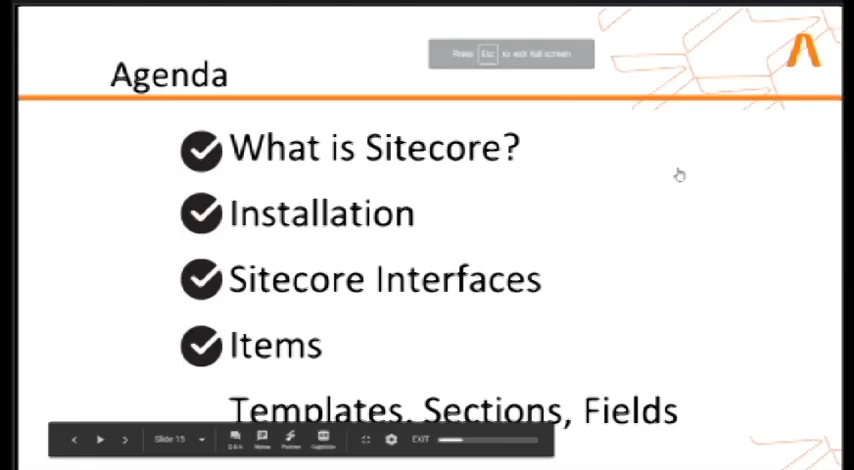 Press Esc to exit full screen
Agenda
What is Sitecore?
Installation
Sitecore Interfaces
Items
Templates, Sections, Fields
Slide 15
Q & A
Notes
Pointer
Captions
EXIT